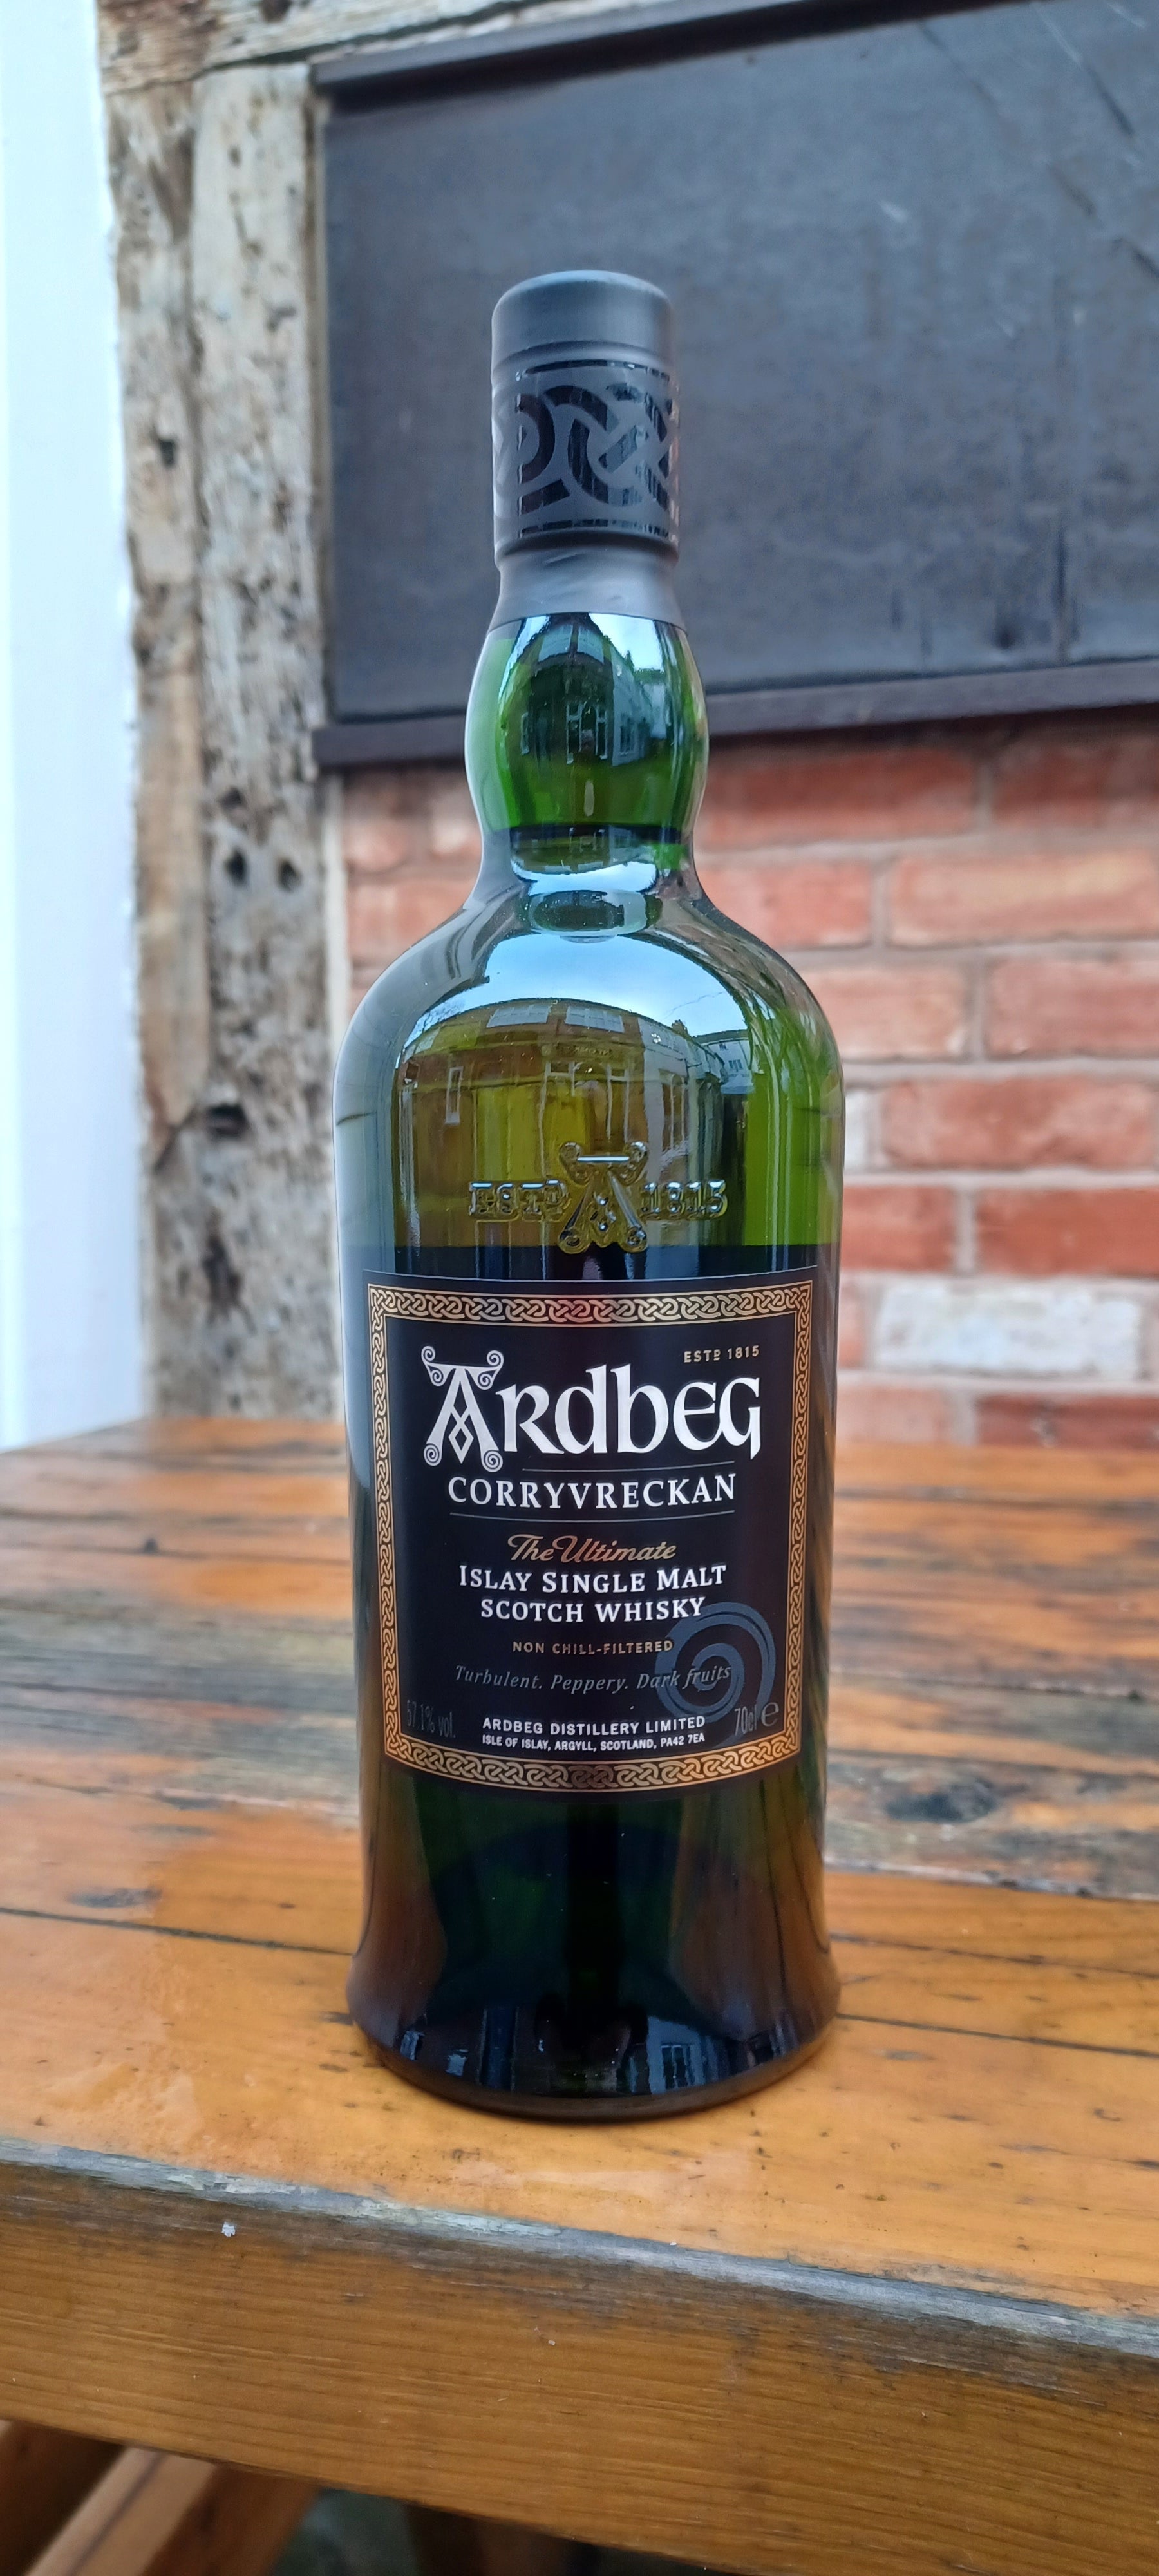 ESTD 1815
ESTD 1815
ARDBEG
CORRYVRECKAN
The Ultimate
ISLAY SINGLE MALT
SCOTCH WHISKY
NON CHILL-FILTERED
Turbulent. Peppery. Dark fruits
57.1% vol.
ARDBEG DISTILLERY LIMITED
70cl e
ISLE OF ISLAY, ARGYLL, SCOTLAND, PA42 7EA